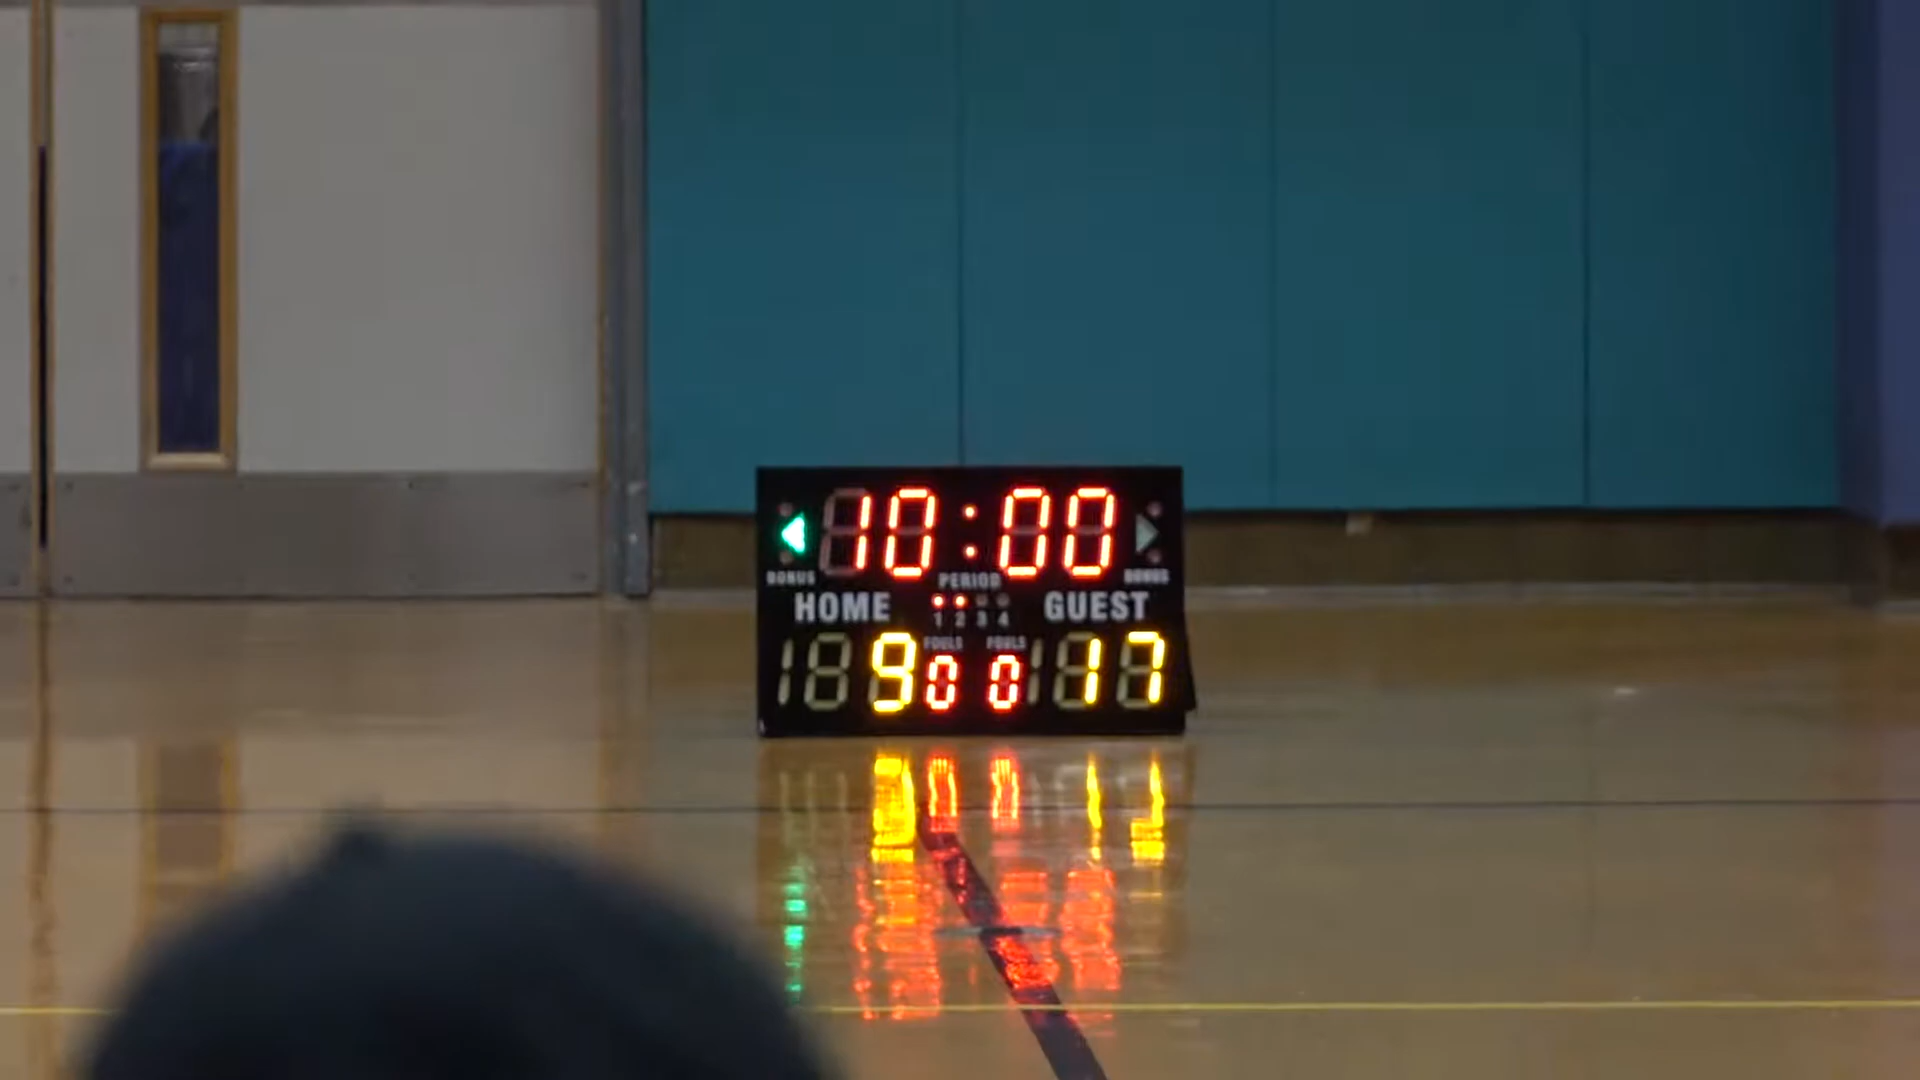 10:00
BONUS PERIOD BONUS
HOME 1 2 3 4 GUEST
FOULS FOULS
9 0 0 17